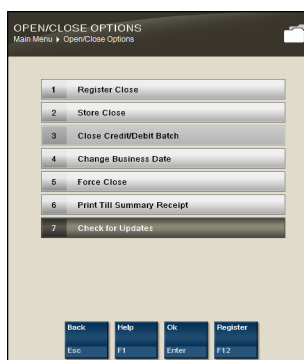 OPEN/CLOSE OPTIONS
Main Menu ▸ Open/Close Options
1 Register Close
2 Store Close
3 Close Credit/Debit Batch
4 Change Business Date
5 Force Close
6 Print Till Summary Receipt
7 Check for Updates
Back Help Ok Register
Esc F1 Enter F12